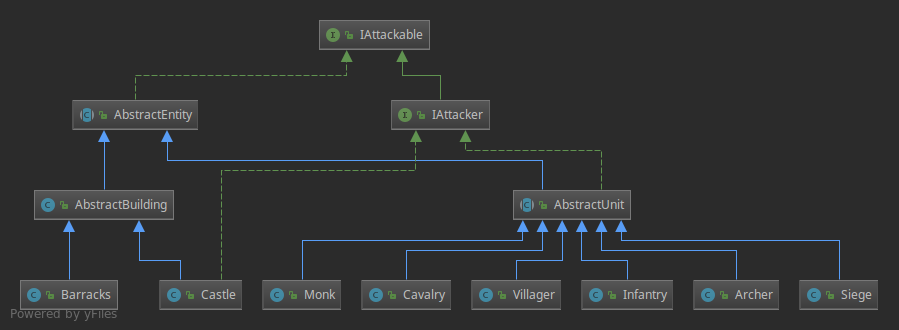 IAttackable
AbstractEntity
IAttacker
AbstractBuilding
AbstractUnit
Barracks
Castle
Monk
Cavalry
Villager
Infantry
Archer
Siege
Powered by yFiles